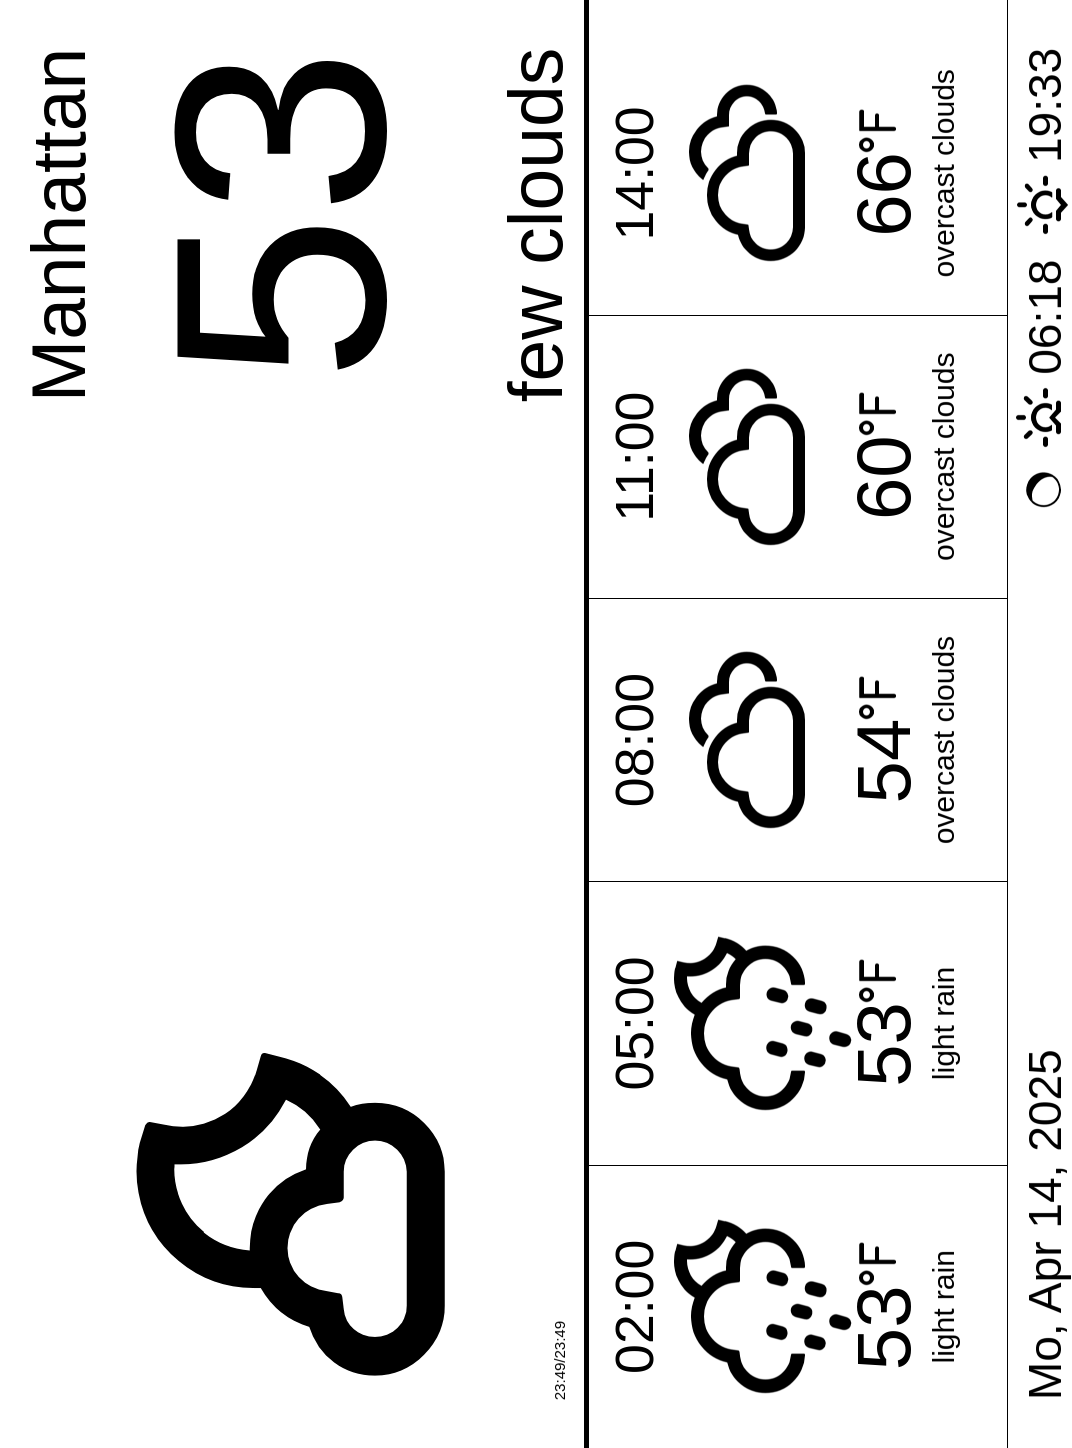 Manhattan
53
few clouds
23:49/23:49
02:00
05:00
08:00
11:00
14:00
53°F
53°F
54°F
60°F
66°F
light rain
light rain
overcast clouds
overcast clouds
overcast clouds
Mo, Apr 14, 2025
06:18
19:33